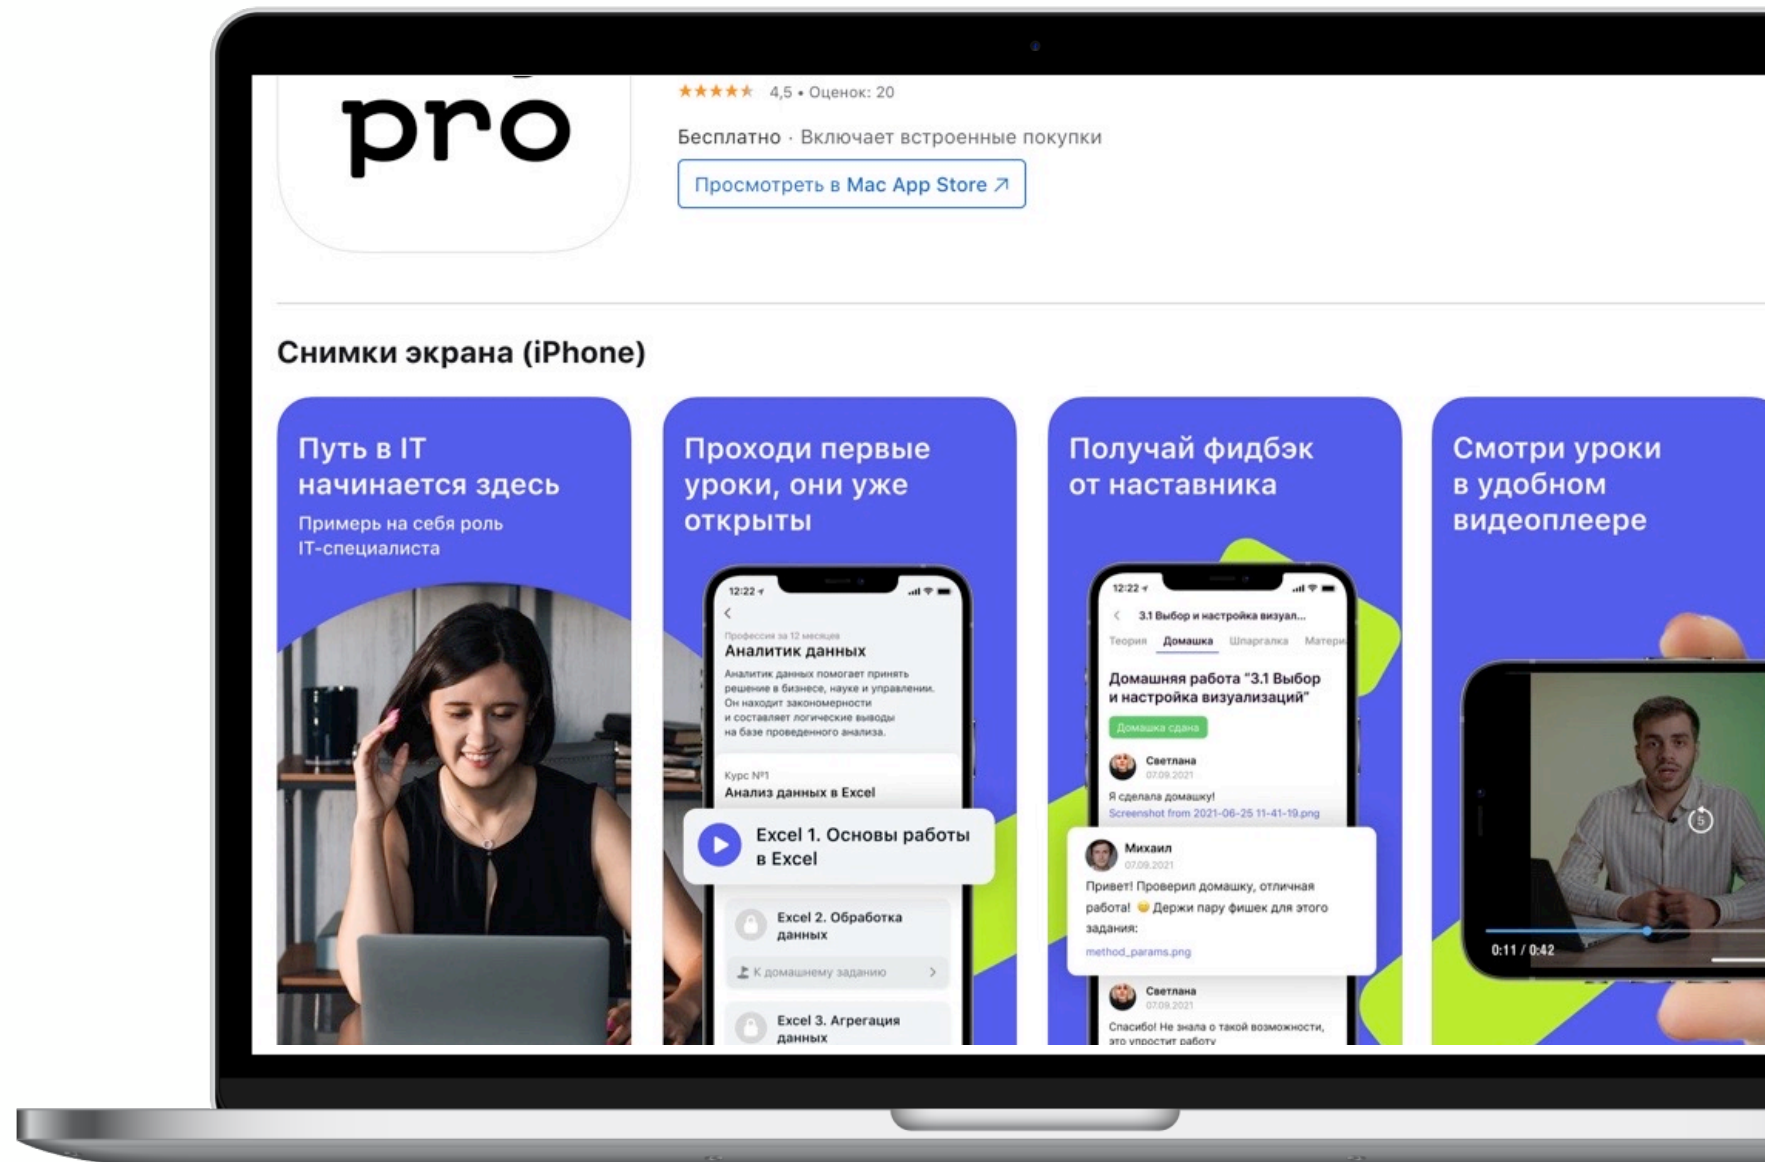 pro
4,5 • Оценок: 20
Бесплатно · Включает встроенные покупки
Просмотреть в Mac App Store ↗
Снимки экрана (iPhone)
Путь в IT
начинается здесь
Примерь на себя роль
IT-специалиста
Проходи первые
уроки, они уже
открыты
12:22
Профессия за 12 месяцев
Аналитик данных
Аналитик данных помогает принять
решение в бизнесе, науке и управлении.
Он находит закономерности
и составляет логические выводы
на базе проведенного анализа.
Курс №1
Анализ данных в Excel
Excel 1. Основы работы
в Excel
Excel 2. Обработка
данных
К домашнему заданию
Excel 3. Агрегация
данных
Получай фидбэк
от наставника
12:22
3.1 Выбор и настройка визуал...
Теория Домашка Шпаргалка Матери
Домашняя работа "3.1 Выбор
и настройка визуализаций"
Домашка сдана
Светлана
07.09.2021
Я сделала домашку!
Screenshot from 2021-06-25 11-41-19.png
Михаил
07.09.2021
Привет! Проверил домашку, отличная
работа! 😄 Держи пару фишек для этого
задания:
method_params.png
Светлана
07.09.2021
Спасибо! Не знала о такой возможности,
это упростит работу
Смотри уроки
в удобном
видеоплеере
5
0:11 / 0:42